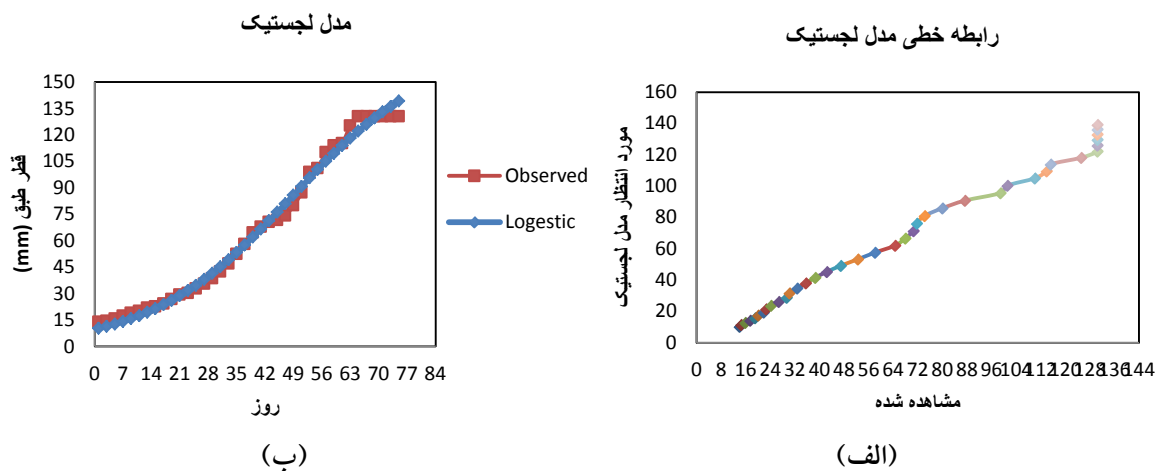 مدل لجستیک
150
135
120
105
90
75
60
45
30
15
0
قطر طبق (mm)
0 7 14 21 28 35 42 49 56 63 70 77 84
روز
Observed
Logestic
(ب)
رابطه خطی مدل لجستیک
160
140
120
100
80
60
40
20
0
مورد انتظار مدل لجستیک
0 8 16 24 32 40 48 56 64 72 80 88 96 104 112 120 128 136 144
مشاهده شده
(الف)